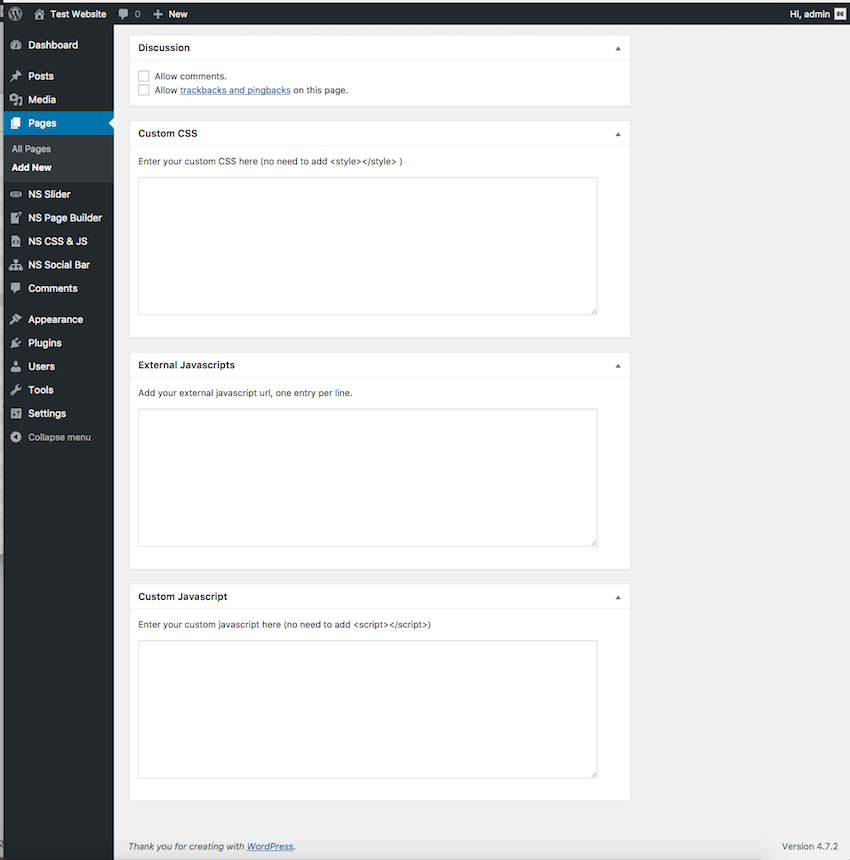 Test Website 0 New Hi, admin
Dashboard
Posts
Media
Pages
All Pages
Add New
NS Slider
NS Page Builder
NS CSS & JS
NS Social Bar
Comments
Appearance
Plugins
Users
Tools
Settings
Collapse menu
Discussion
Allow comments.
Allow trackbacks and pingbacks on this page.
Custom CSS
Enter your custom CSS here (no need to add <style></style> )
External Javascripts
Add your external javascript url, one entry per line.
Custom Javascript
Enter your custom javascript here (no need to add <script></script>)
Thank you for creating with WordPress. Version 4.7.2